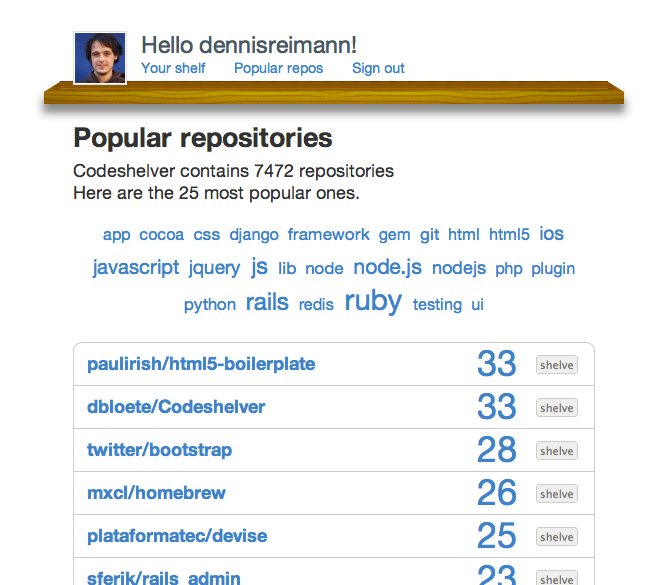 Hello dennisreimann!
Your shelf Popular repos Sign out
Popular repositories
Codeshelver contains 7472 repositories
Here are the 25 most popular ones.
app cocoa css django framework gem git html html5 ios
javascript jquery js lib node node.js nodejs php plugin
python rails redis ruby testing ui
paulirish/html5-boilerplate 33 shelve
dbloete/Codeshelver 33 shelve
twitter/bootstrap 28 shelve
mxcl/homebrew 26 shelve
plataformatec/devise 25 shelve
sferik/rails_admin 23 shelve